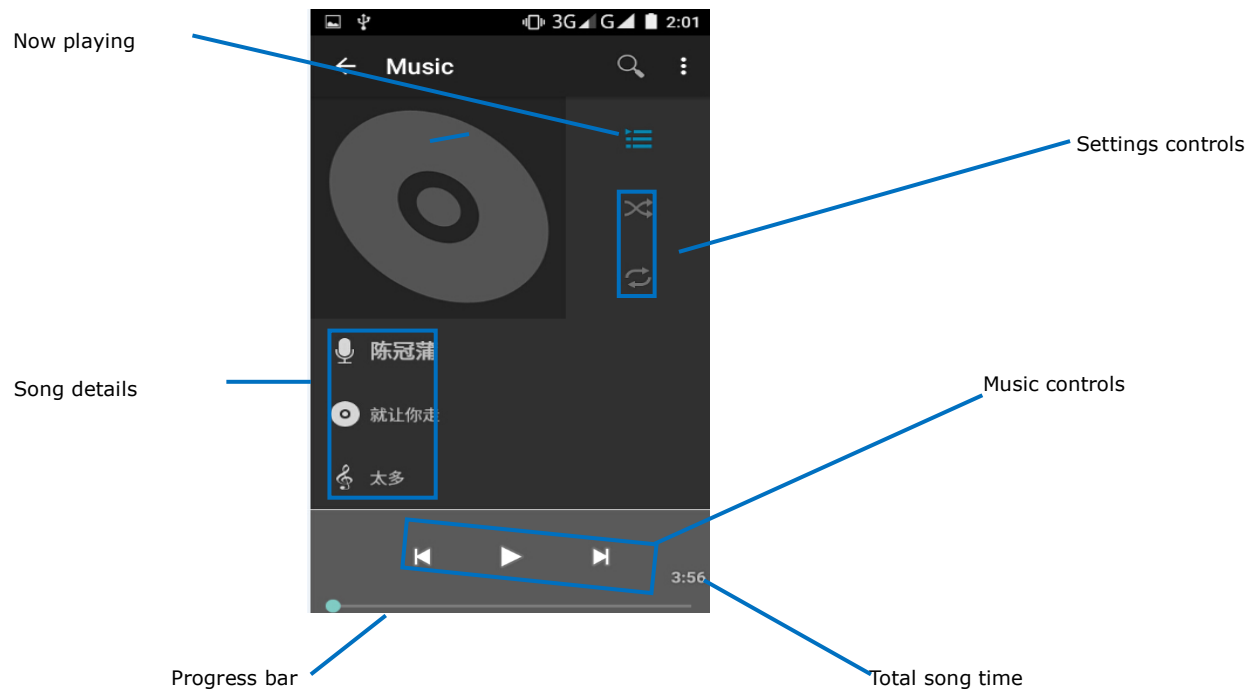 3G G 2:01
Now playing
Music
Settings controls
陈冠蒲
Song details
Music controls
就让你走
太多
3:56
Progress bar
Total song time